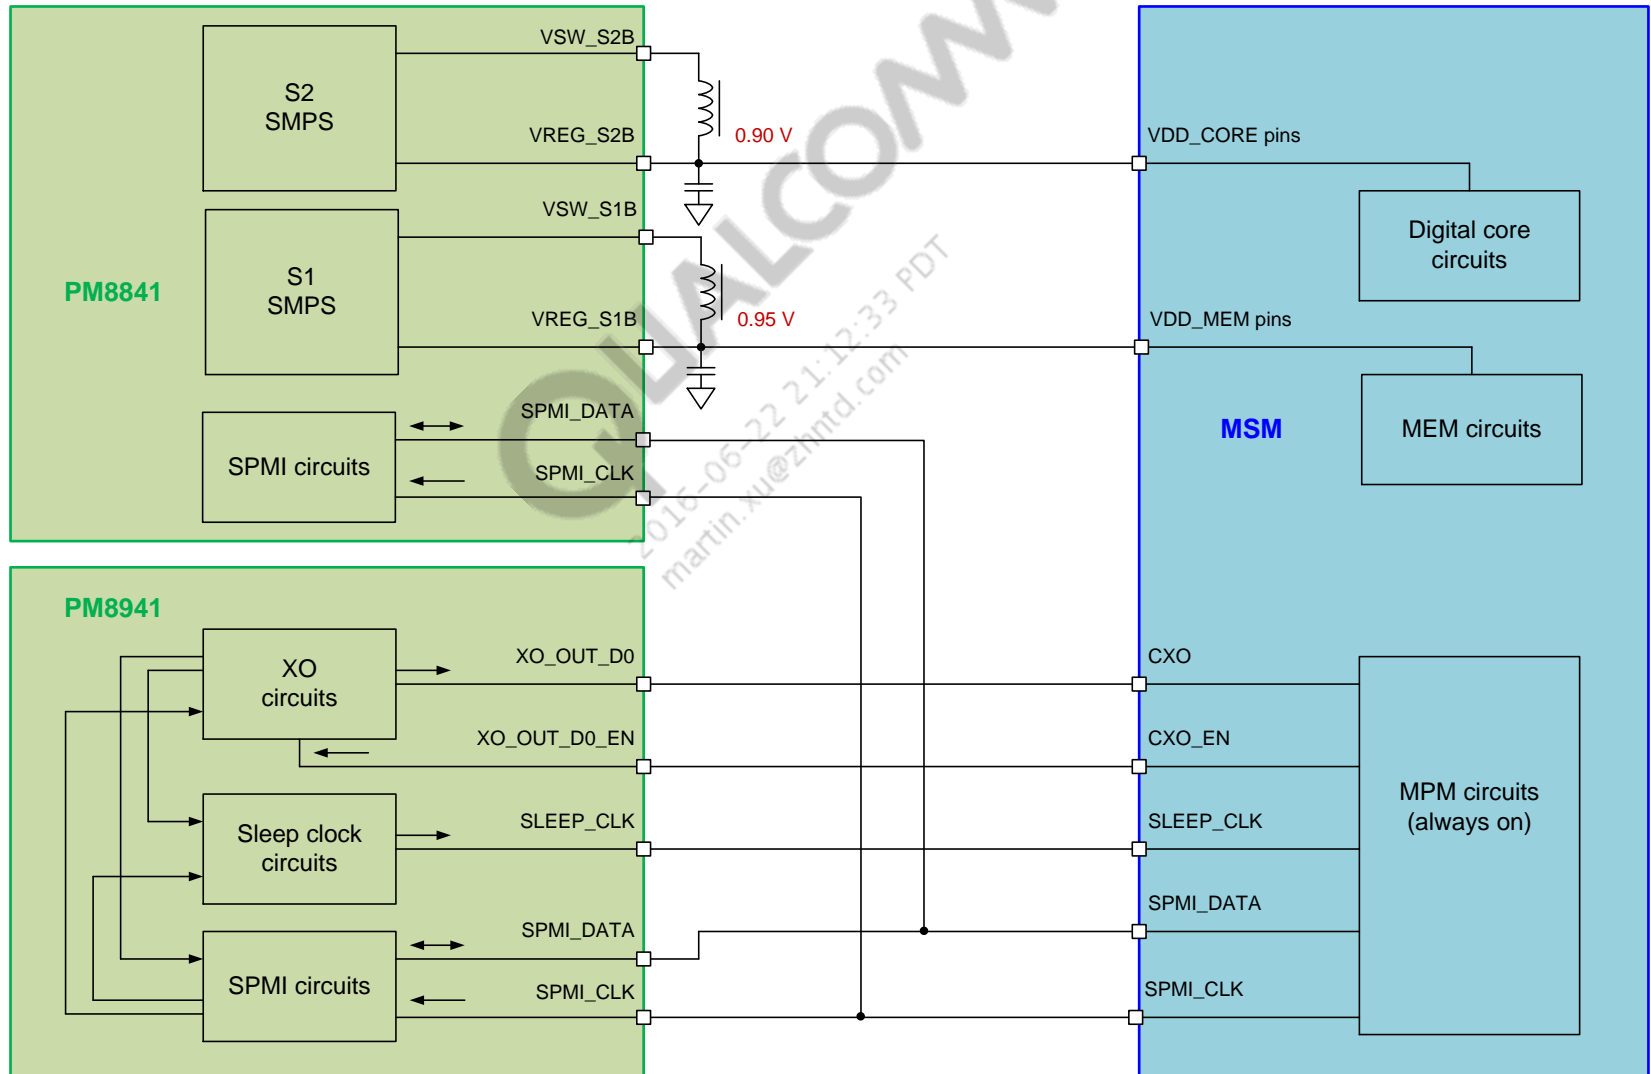 PM8841
S2
SMPS
VSW_S2B
VREG_S2B
0.90 V
S1
SMPS
VSW_S1B
VREG_S1B
0.95 V
SPMI circuits
SPMI_DATA
SPMI_CLK
PM8941
XO
circuits
XO_OUT_D0
XO_OUT_D0_EN
Sleep clock
circuits
SLEEP_CLK
SPMI circuits
SPMI_DATA
SPMI_CLK
MSM
VDD_CORE pins
Digital core
circuits
VDD_MEM pins
MEM circuits
CXO
CXO_EN
SLEEP_CLK
SPMI_DATA
SPMI_CLK
MPM circuits
(always on)
QUALCOMM
2016-06-22 21:12:33 PDT
martin.xu@zhntd.com